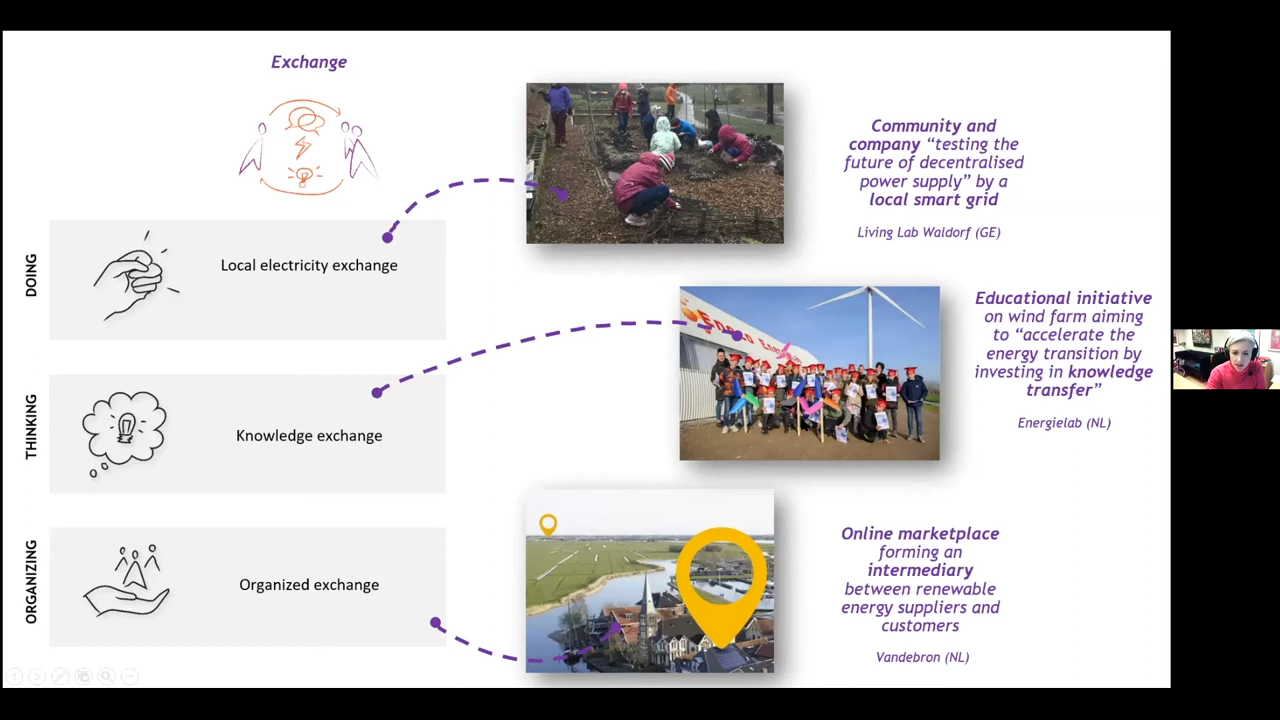 Exchange
Community and
company “testing the
future of decentralised
power supply” by a
local smart grid
Living Lab Waldorf (GE)
DOING
Local electricity exchange
Educational initiative
on wind farm aiming
to “accelerate the
energy transition by
investing in knowledge
transfer”
Energielab (NL)
THINKING
Knowledge exchange
ORGANIZING
Organized exchange
Online marketplace
forming an
intermediary
between renewable
energy suppliers and
customers
Vandebron (NL)